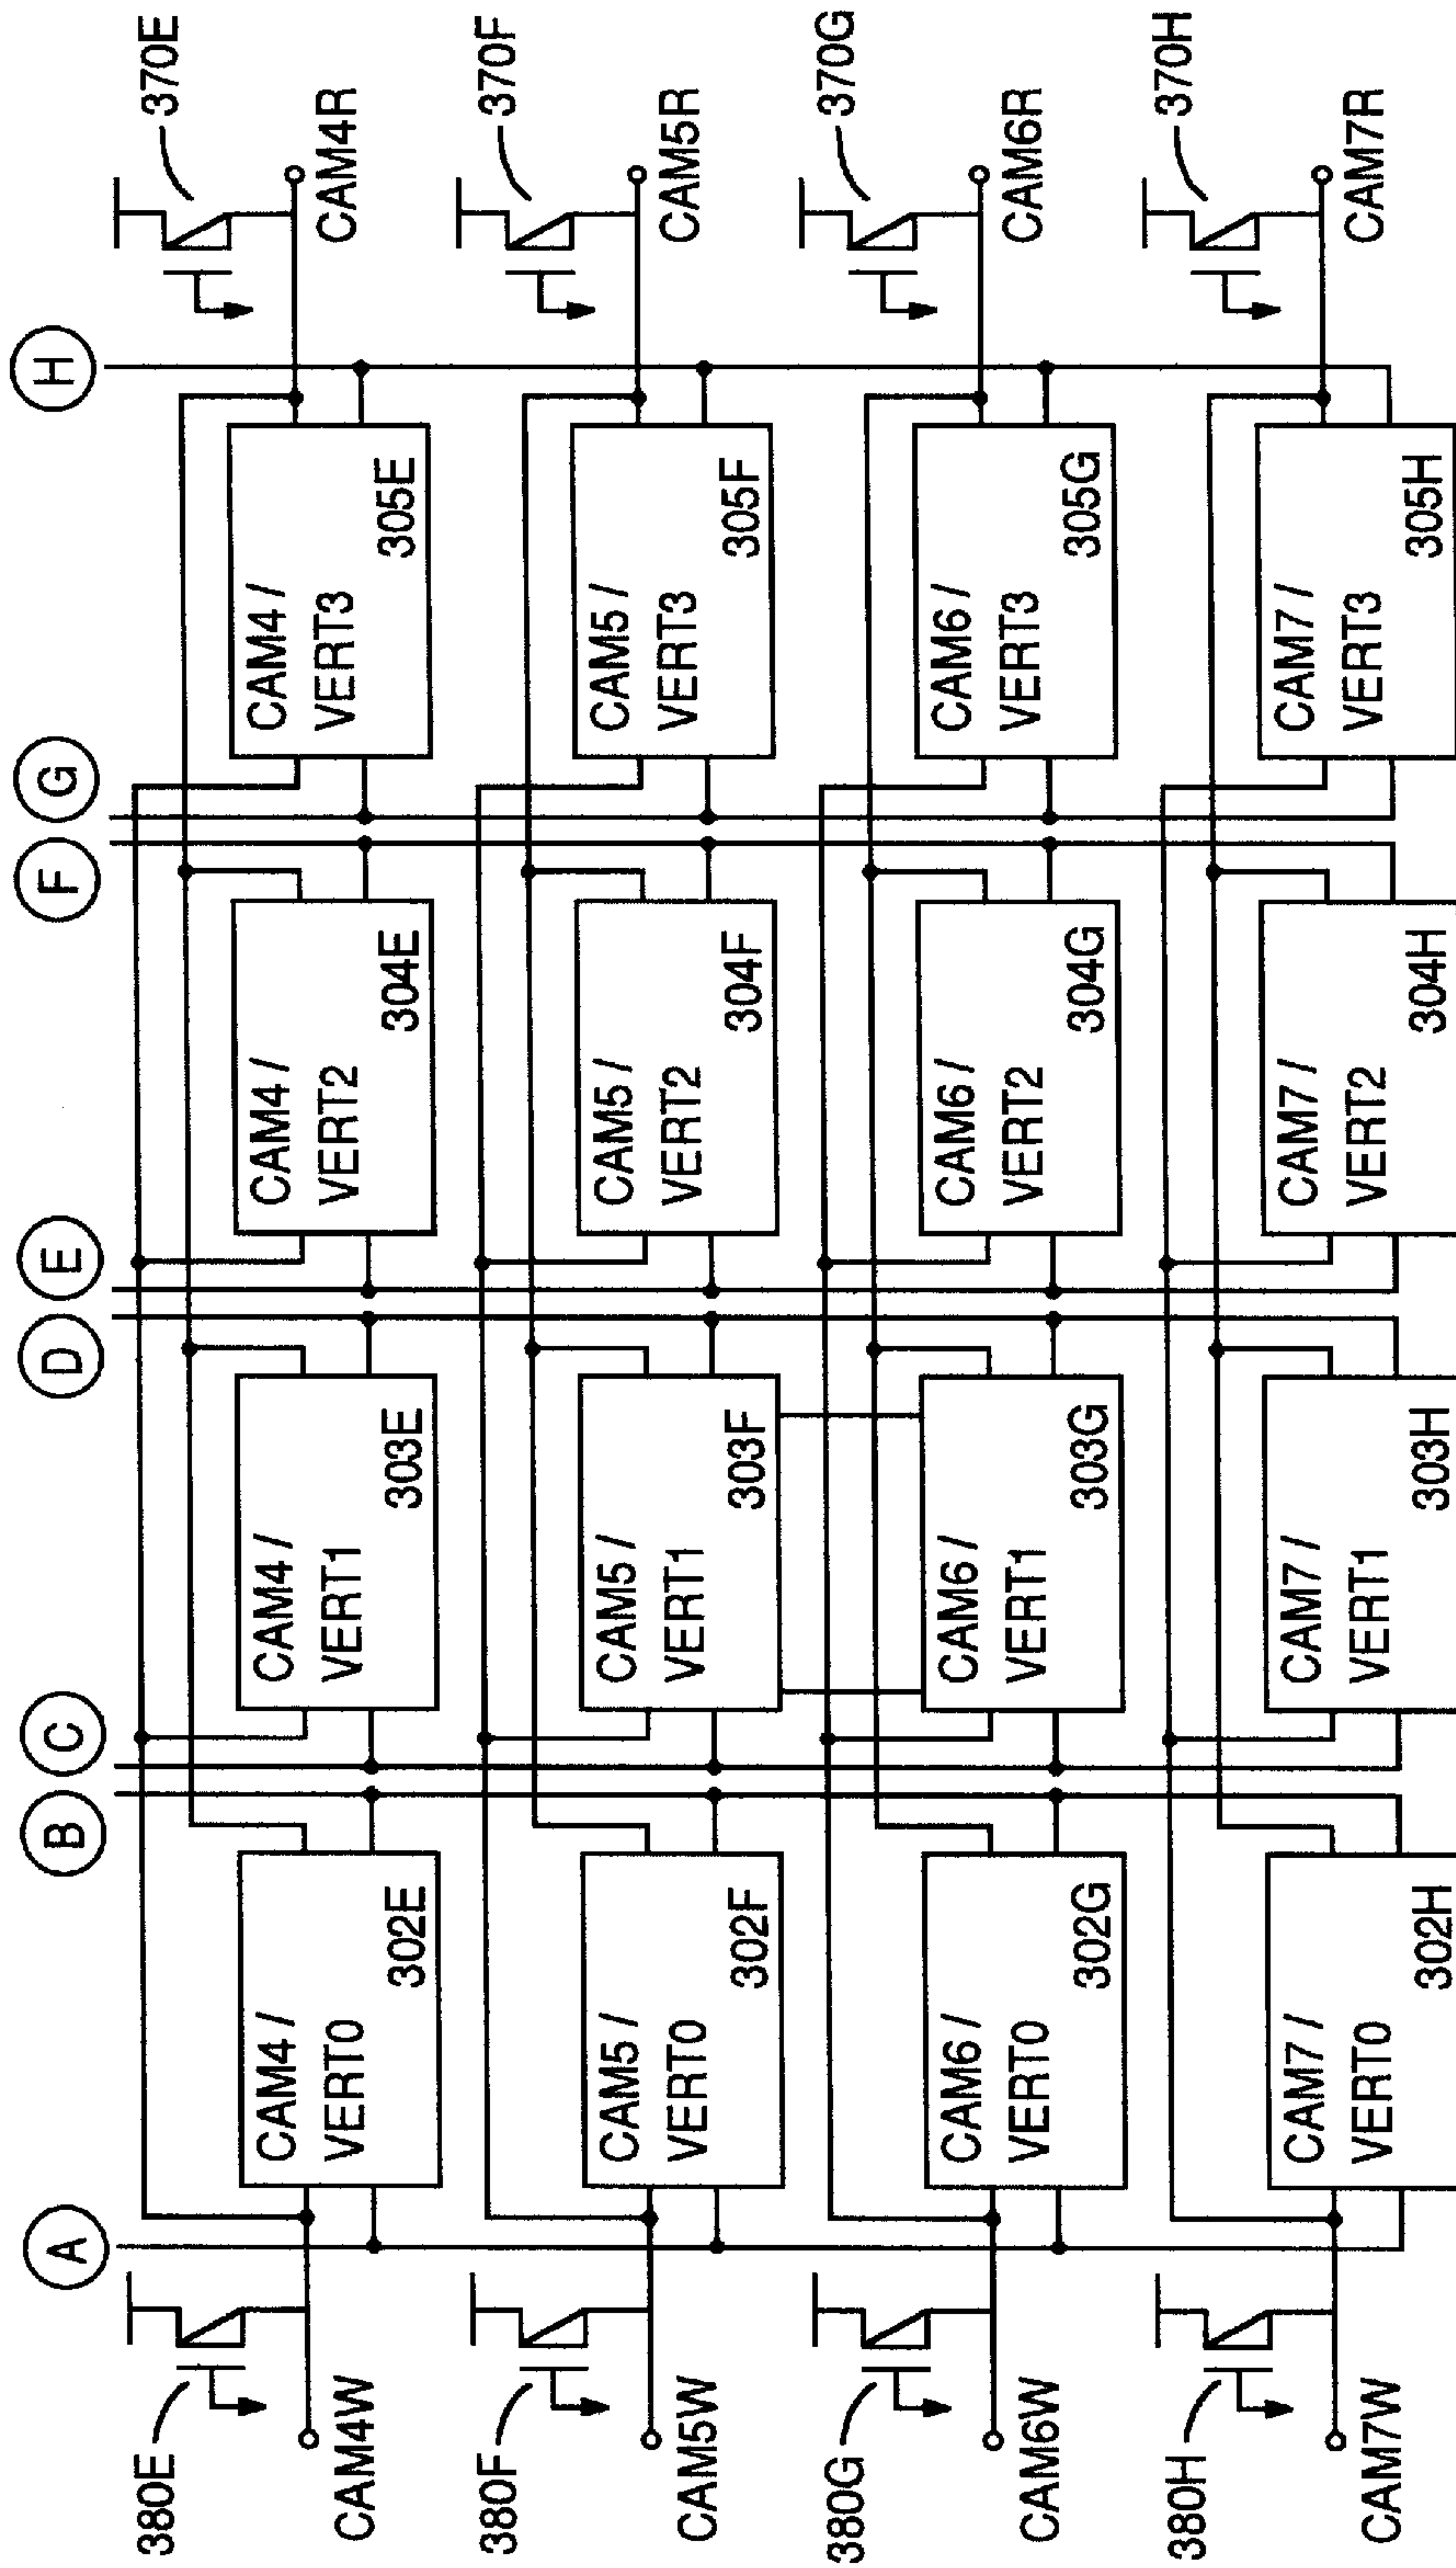 A
B
C
D
E
F
G
H
380E
CAM4W
CAM4 /
VERT0
302E
CAM4 /
VERT1
303E
CAM4 /
VERT2
304E
CAM4 /
VERT3
305E
370E
CAM4R
380F
CAM5W
CAM5 /
VERT0
302F
CAM5 /
VERT1
303F
CAM5 /
VERT2
304F
CAM5 /
VERT3
305F
370F
CAM5R
380G
CAM6W
CAM6 /
VERT0
302G
CAM6 /
VERT1
303G
CAM6 /
VERT2
304G
CAM6 /
VERT3
305G
370G
CAM6R
380H
CAM7W
CAM7 /
VERT0
302H
CAM7 /
VERT1
303H
CAM7 /
VERT2
304H
CAM7 /
VERT3
305H
370H
CAM7R